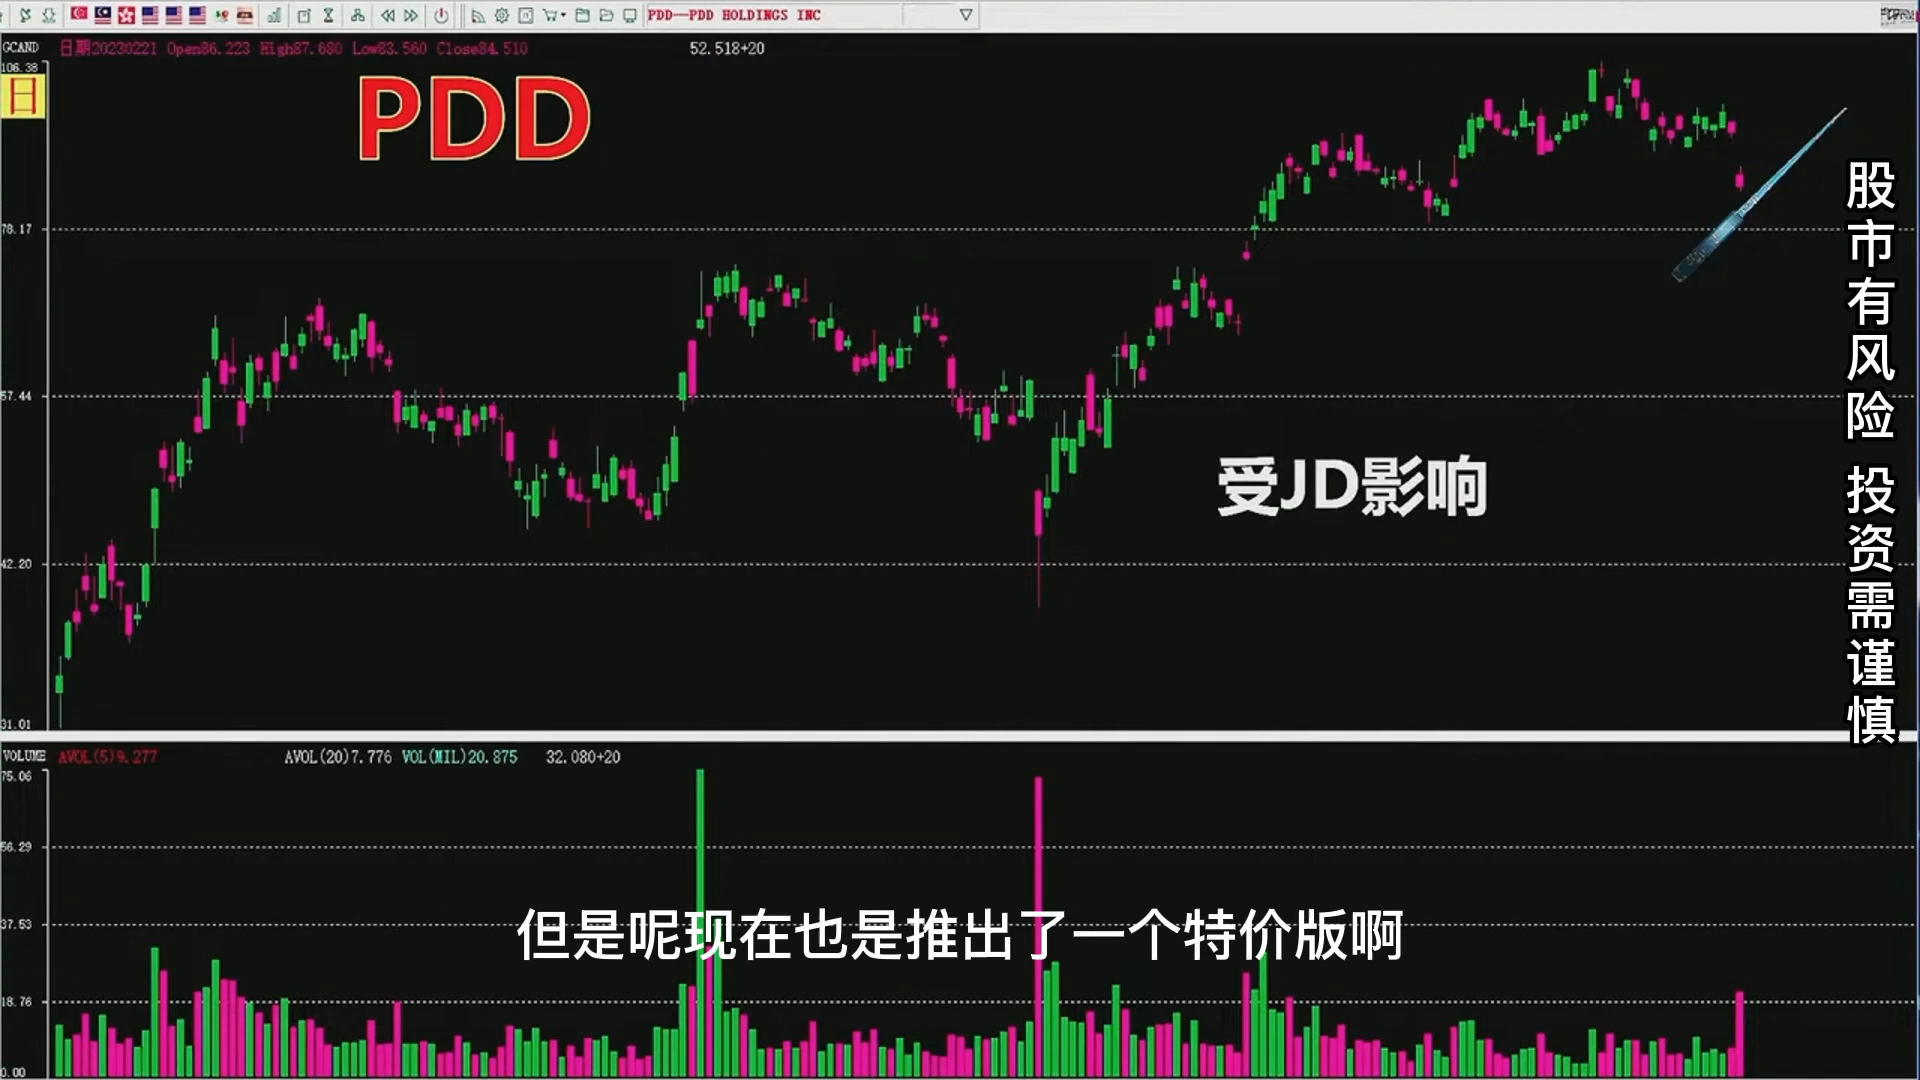 PDD--PDD HOLDINGS INC
GCAND 日期20230221 Open86.223 High87.680 Low83.560 Close84.510 52.518+20
106.38
日
PDD
78.17
57.44
受JD影响
42.20
31.01
股市有风险 投资需谨慎
VOLUME AVOL(5)9.277 AVOL(20)7.776 VOL(MIL)20.875 32.080+20
75.06
56.29
37.53
但是呢现在也是推出了一个特价版啊
18.76
0.00